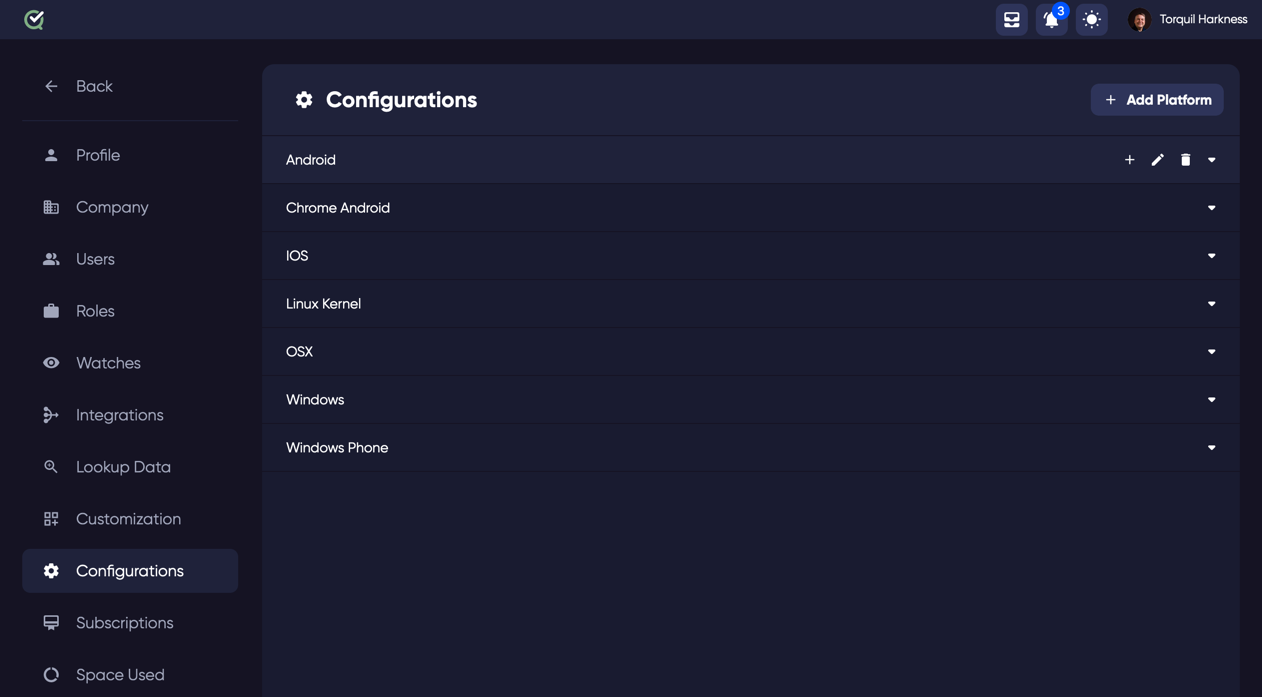 3
Torquil Harkness
Back
Profile
Company
Users
Roles
Watches
Integrations
Lookup Data
Customization
Configurations
Subscriptions
Space Used
Configurations
+ Add Platform
Android
Chrome Android
IOS
Linux Kernel
OSX
Windows
Windows Phone